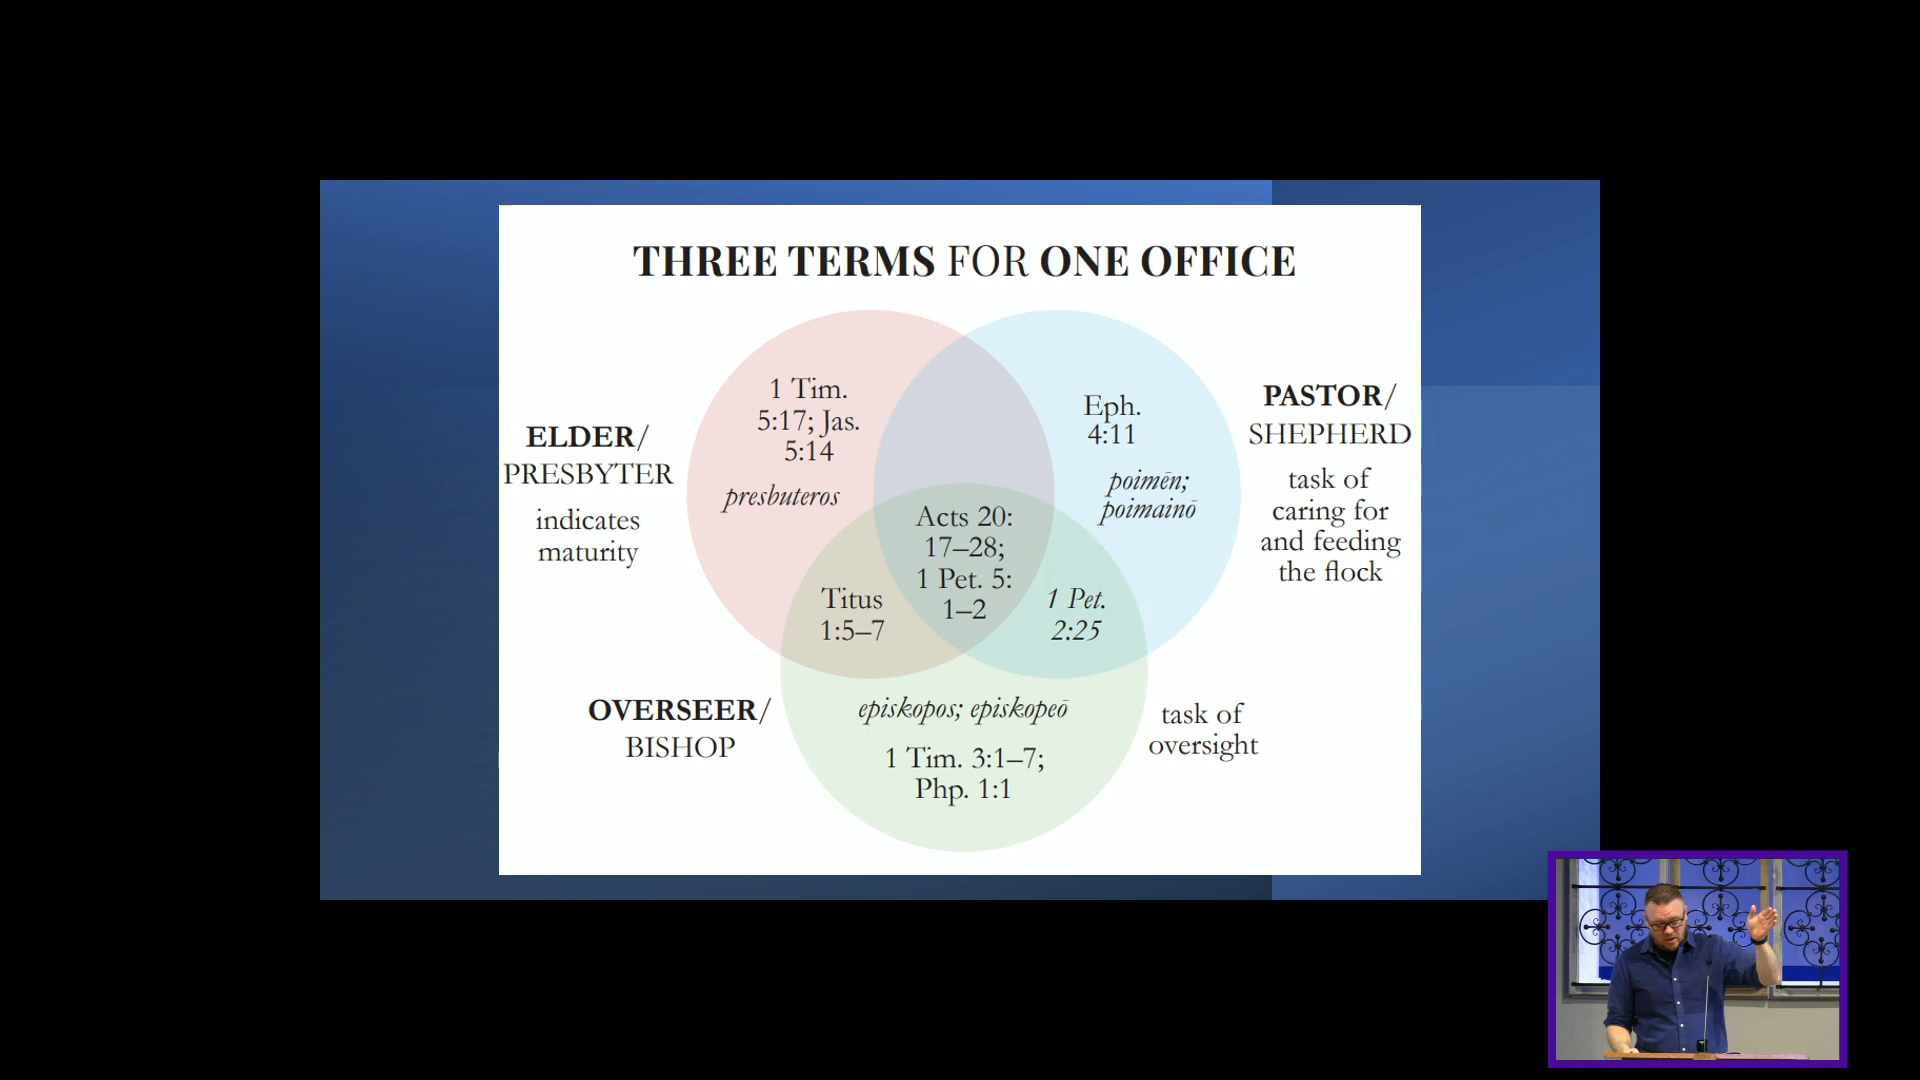 THREE TERMS FOR ONE OFFICE
ELDER/
PRESBYTER
indicates
maturity
1 Tim.
5:17; Jas.
5:14
presbuteros
Eph.
4:11
poimēn;
poimainō
PASTOR/
SHEPHERD
task of
caring for
and feeding
the flock
Acts 20:
17–28;
1 Pet. 5:
1–2
Titus
1:5–7
1 Pet.
2:25
OVERSEER/
BISHOP
episkopos; episkopeō
1 Tim. 3:1–7;
Php. 1:1
task of
oversight